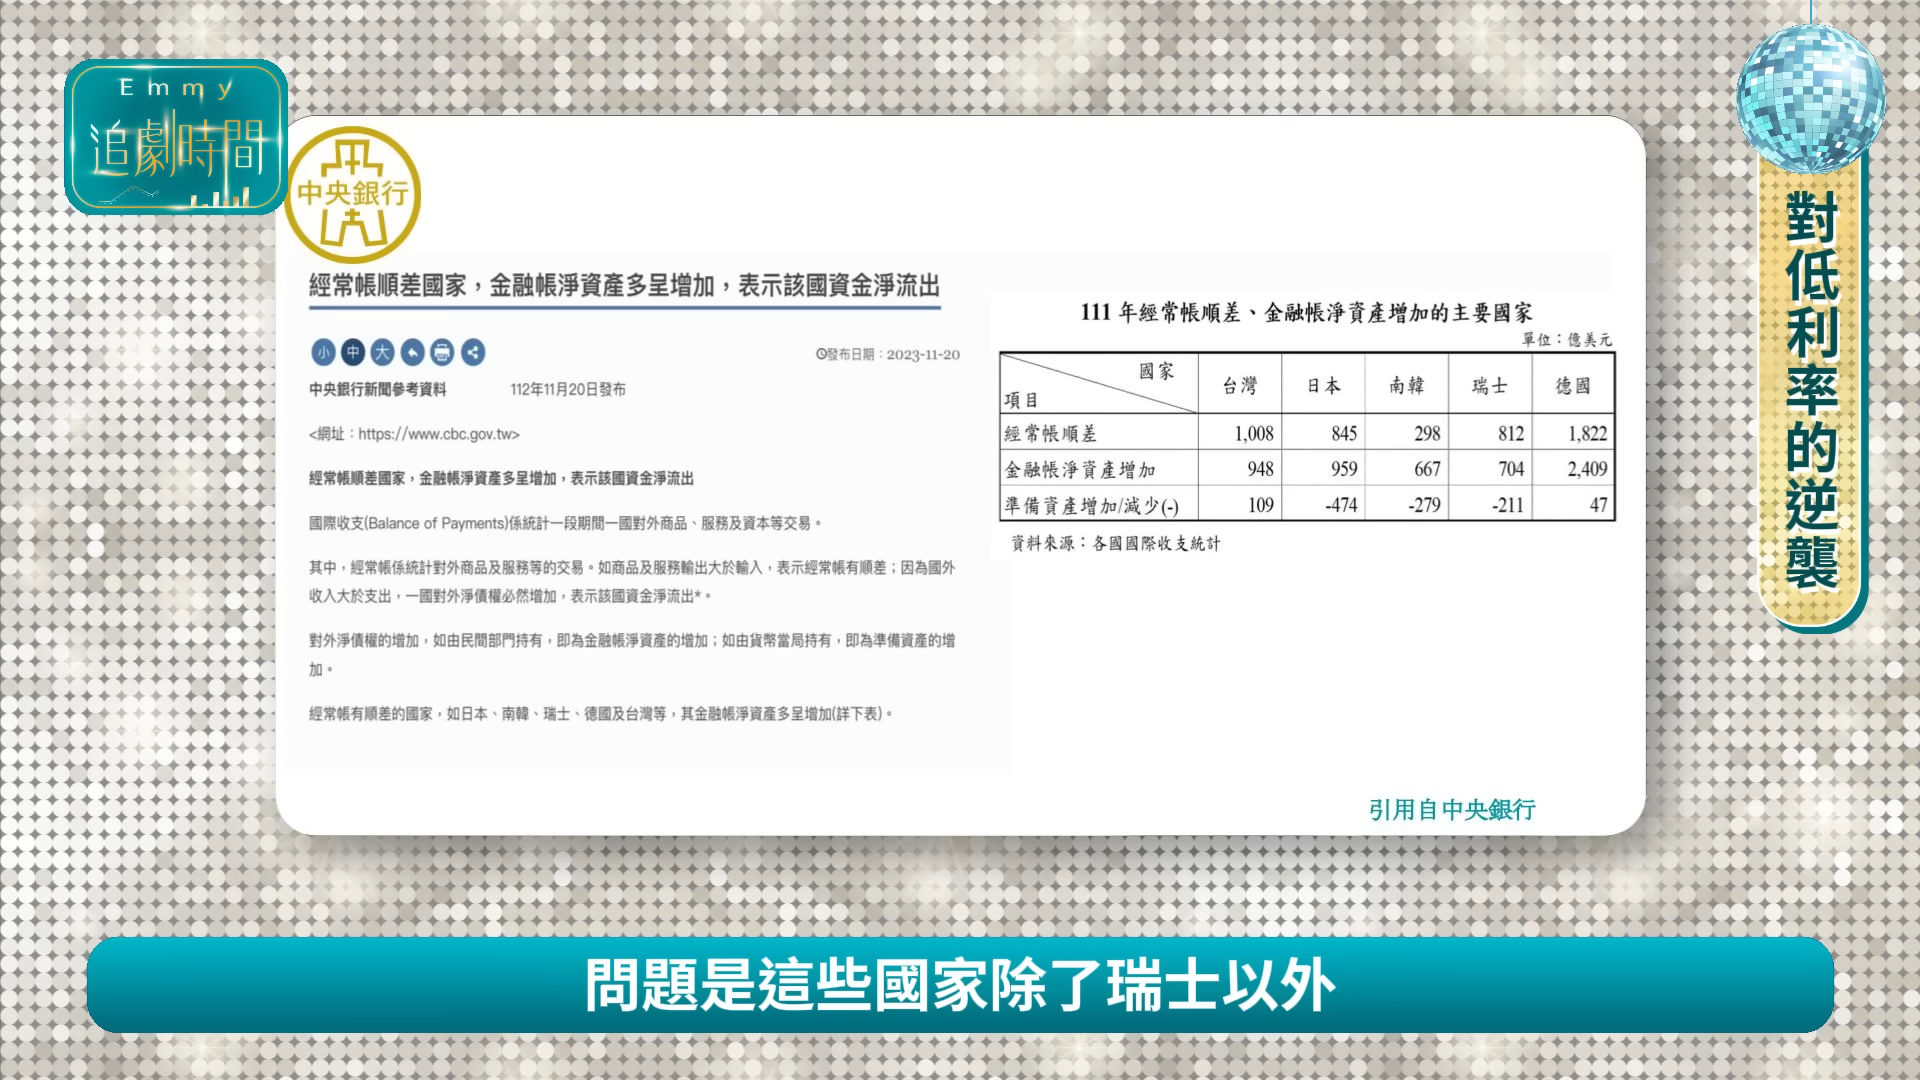 Emmy
追劇時間
中央銀行
經常帳順差國家，金融帳淨資產多呈增加，表示該國資金淨流出
小 中 大
發布日期：2023-11-20
中央銀行新聞參考資料 112年11月20日發布
<網址：https://www.cbc.gov.tw>
經常帳順差國家，金融帳淨資產多呈增加，表示該國資金淨流出
國際收支(Balance of Payments)係統計一段期間一國對外商品、服務及資本等交易。
其中，經常帳係統計對外商品及服務等的交易。如商品及服務輸出大於輸入，表示經常帳有順差；因為國外
收入大於支出，一國對外淨債權必然增加，表示該國資金淨流出*。
對外淨債權的增加，如由民間部門持有，即為金融帳淨資產的增加；如由貨幣當局持有，即為準備資產的增
加。
經常帳有順差的國家，如日本、南韓、瑞士、德國及台灣等，其金融帳淨資產多呈增加(詳下表)。
111 年經常帳順差、金融帳淨資產增加的主要國家
單位：億美元
國家
項目
台灣 日本 南韓 瑞士 德國
經常帳順差 1,008 845 298 812 1,822
金融帳淨資產增加 948 959 667 704 2,409
準備資產增加/減少(-) 109 -474 -279 -211 47
資料來源：各國國際收支統計
引用自中央銀行
對低利率的逆襲
問題是這些國家除了瑞士以外